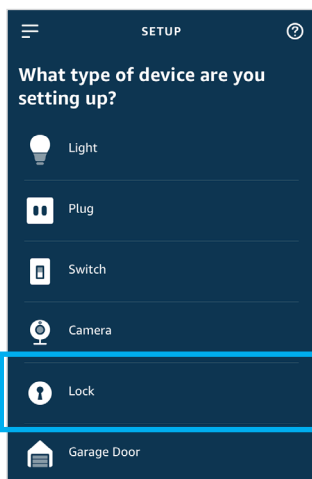 SETUP
What type of device are you
setting up?
Light
Plug
Switch
Camera
Lock
Garage Door